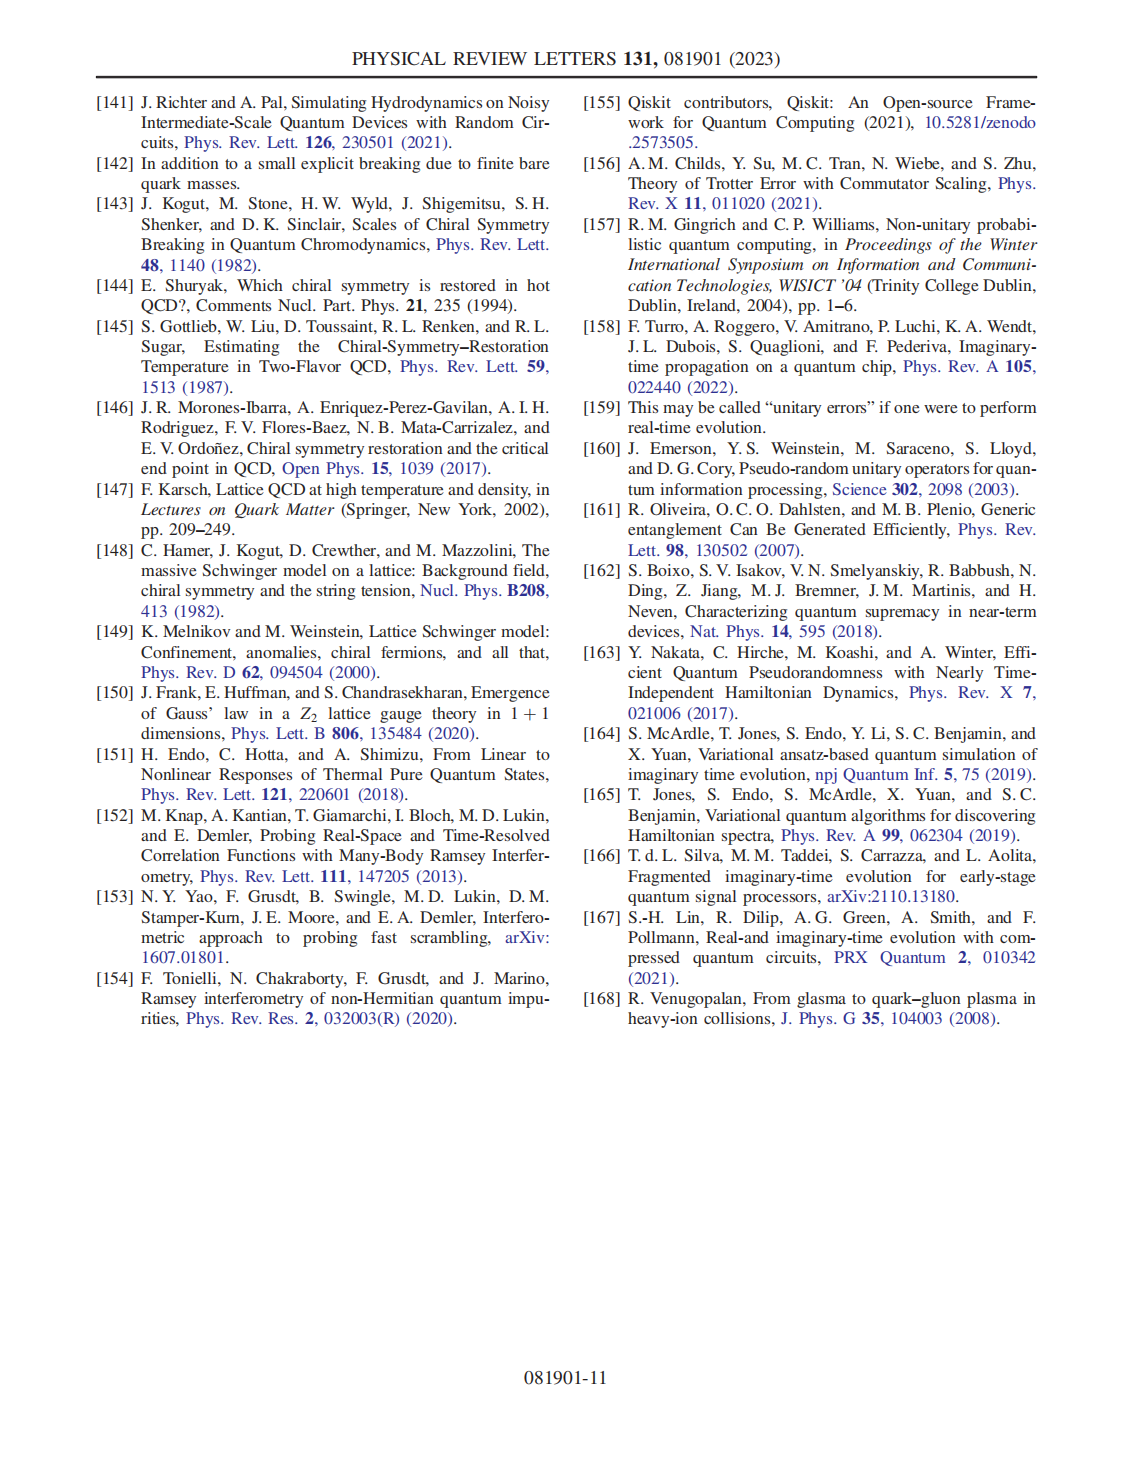 PHYSICAL REVIEW LETTERS 131, 081901 (2023)
[141] J. Richter and A. Pal, Simulating Hydrodynamics on Noisy
Intermediate-Scale Quantum Devices with Random Cir-
cuits, Phys. Rev. Lett. 126, 230501 (2021).
[142] In addition to a small explicit breaking due to finite bare
quark masses.
[143] J. Kogut, M. Stone, H. W. Wyld, J. Shigemitsu, S. H.
Shenker, and D. K. Sinclair, Scales of Chiral Symmetry
Breaking in Quantum Chromodynamics, Phys. Rev. Lett.
48, 1140 (1982).
[144] E. Shuryak, Which chiral symmetry is restored in hot
QCD?, Comments Nucl. Part. Phys. 21, 235 (1994).
[145] S. Gottlieb, W. Liu, D. Toussaint, R. L. Renken, and R. L.
Sugar, Estimating the Chiral-Symmetry–Restoration
Temperature in Two-Flavor QCD, Phys. Rev. Lett. 59,
1513 (1987).
[146] J. R. Morones-Ibarra, A. Enriquez-Perez-Gavilan, A. I. H.
Rodriguez, F. V. Flores-Baez, N. B. Mata-Carrizalez, and
E. V. Ordoñez, Chiral symmetry restoration and the critical
end point in QCD, Open Phys. 15, 1039 (2017).
[147] F. Karsch, Lattice QCD at high temperature and density, in
Lectures on Quark Matter (Springer, New York, 2002),
pp. 209–249.
[148] C. Hamer, J. Kogut, D. Crewther, and M. Mazzolini, The
massive Schwinger model on a lattice: Background field,
chiral symmetry and the string tension, Nucl. Phys. B208,
413 (1982).
[149] K. Melnikov and M. Weinstein, Lattice Schwinger model:
Confinement, anomalies, chiral fermions, and all that,
Phys. Rev. D 62, 094504 (2000).
[150] J. Frank, E. Huffman, and S. Chandrasekharan, Emergence
of Gauss' law in a Z2 lattice gauge theory in 1 + 1
dimensions, Phys. Lett. B 806, 135484 (2020).
[151] H. Endo, C. Hotta, and A. Shimizu, From Linear to
Nonlinear Responses of Thermal Pure Quantum States,
Phys. Rev. Lett. 121, 220601 (2018).
[152] M. Knap, A. Kantian, T. Giamarchi, I. Bloch, M. D. Lukin,
and E. Demler, Probing Real-Space and Time-Resolved
Correlation Functions with Many-Body Ramsey Interfer-
ometry, Phys. Rev. Lett. 111, 147205 (2013).
[153] N. Y. Yao, F. Grusdt, B. Swingle, M. D. Lukin, D. M.
Stamper-Kurn, J. E. Moore, and E. A. Demler, Interfero-
metric approach to probing fast scrambling, arXiv:
1607.01801.
[154] F. Tonielli, N. Chakraborty, F. Grusdt, and J. Marino,
Ramsey interferometry of non-Hermitian quantum impu-
rities, Phys. Rev. Res. 2, 032003(R) (2020).
[155] Qiskit contributors, Qiskit: An Open-source Frame-
work for Quantum Computing (2021), 10.5281/zenodo
.2573505.
[156] A. M. Childs, Y. Su, M. C. Tran, N. Wiebe, and S. Zhu,
Theory of Trotter Error with Commutator Scaling, Phys.
Rev. X 11, 011020 (2021).
[157] R. M. Gingrich and C. P. Williams, Non-unitary probabi-
listic quantum computing, in Proceedings of the Winter
International Symposium on Information and Communi-
cation Technologies, WISICT '04 (Trinity College Dublin,
Dublin, Ireland, 2004), pp. 1–6.
[158] F. Turro, A. Roggero, V. Amitrano, P. Luchi, K. A. Wendt,
J. L. Dubois, S. Quaglioni, and F. Pederiva, Imaginary-
time propagation on a quantum chip, Phys. Rev. A 105,
022440 (2022).
[159] This may be called “unitary errors” if one were to perform
real-time evolution.
[160] J. Emerson, Y. S. Weinstein, M. Saraceno, S. Lloyd,
and D. G. Cory, Pseudo-random unitary operators for quan-
tum information processing, Science 302, 2098 (2003).
[161] R. Oliveira, O. C. O. Dahlsten, and M. B. Plenio, Generic
entanglement Can Be Generated Efficiently, Phys. Rev.
Lett. 98, 130502 (2007).
[162] S. Boixo, S. V. Isakov, V. N. Smelyanskiy, R. Babbush, N.
Ding, Z. Jiang, M. J. Bremner, J. M. Martinis, and H.
Neven, Characterizing quantum supremacy in near-term
devices, Nat. Phys. 14, 595 (2018).
[163] Y. Nakata, C. Hirche, M. Koashi, and A. Winter, Effi-
cient Quantum Pseudorandomness with Nearly Time-
Independent Hamiltonian Dynamics, Phys. Rev. X 7,
021006 (2017).
[164] S. McArdle, T. Jones, S. Endo, Y. Li, S. C. Benjamin, and
X. Yuan, Variational ansatz-based quantum simulation of
imaginary time evolution, npj Quantum Inf. 5, 75 (2019).
[165] T. Jones, S. Endo, S. McArdle, X. Yuan, and S. C.
Benjamin, Variational quantum algorithms for discovering
Hamiltonian spectra, Phys. Rev. A 99, 062304 (2019).
[166] T. d. L. Silva, M. M. Taddei, S. Carrazza, and L. Aolita,
Fragmented imaginary-time evolution for early-stage
quantum signal processors, arXiv:2110.13180.
[167] S.-H. Lin, R. Dilip, A. G. Green, A. Smith, and F.
Pollmann, Real-and imaginary-time evolution with com-
pressed quantum circuits, PRX Quantum 2, 010342
(2021).
[168] R. Venugopalan, From glasma to quark–gluon plasma in
heavy-ion collisions, J. Phys. G 35, 104003 (2008).
081901-11